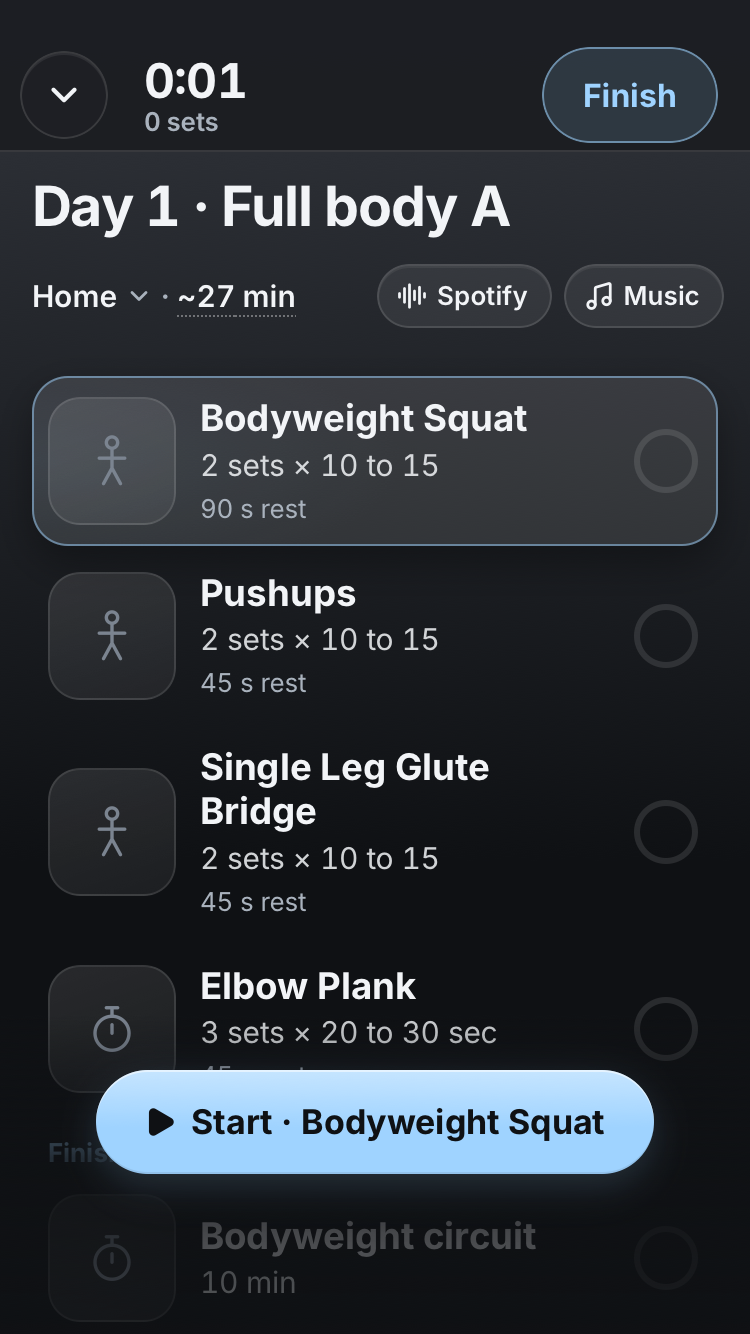 0:01
0 sets
Finish
Day 1 · Full body A
Home · ~27 min
Spotify
Music
Bodyweight Squat
2 sets × 10 to 15
90 s rest
Pushups
2 sets × 10 to 15
45 s rest
Single Leg Glute
Bridge
2 sets × 10 to 15
45 s rest
Elbow Plank
3 sets × 20 to 30 sec
Start · Bodyweight Squat
Bodyweight circuit
10 min